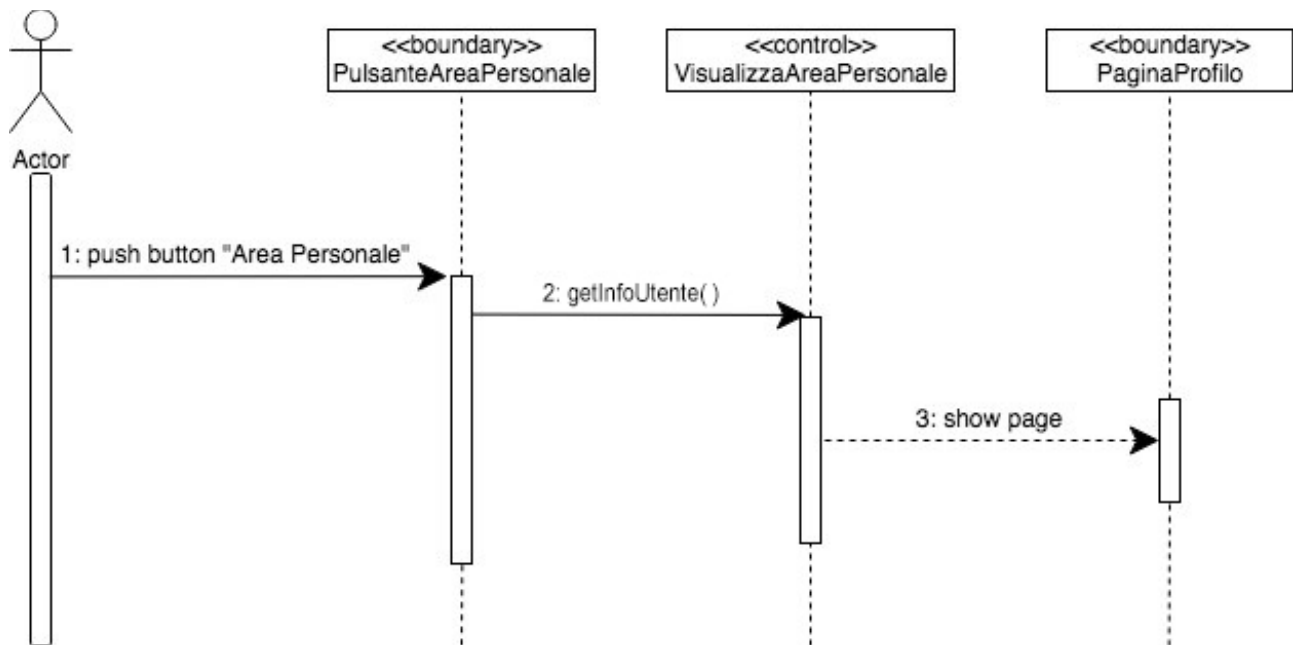 <<boundary>>
PulsanteAreaPersonale
<<control>>
VisualizzaAreaPersonale
<<boundary>>
PaginaProfilo
Actor
1: push button "Area Personale"
2: getInfoUtente( )
3: show page